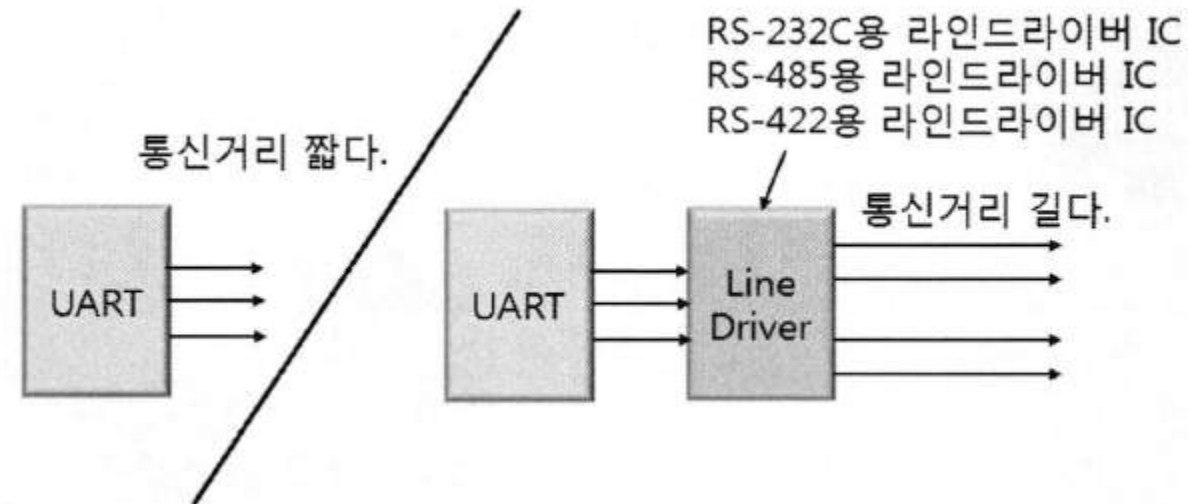 RS-232C용 라인드라이버 IC
RS-485용 라인드라이버 IC
RS-422용 라인드라이버 IC
통신거리 짧다.
통신거리 길다.
UART
UART
Line
Driver